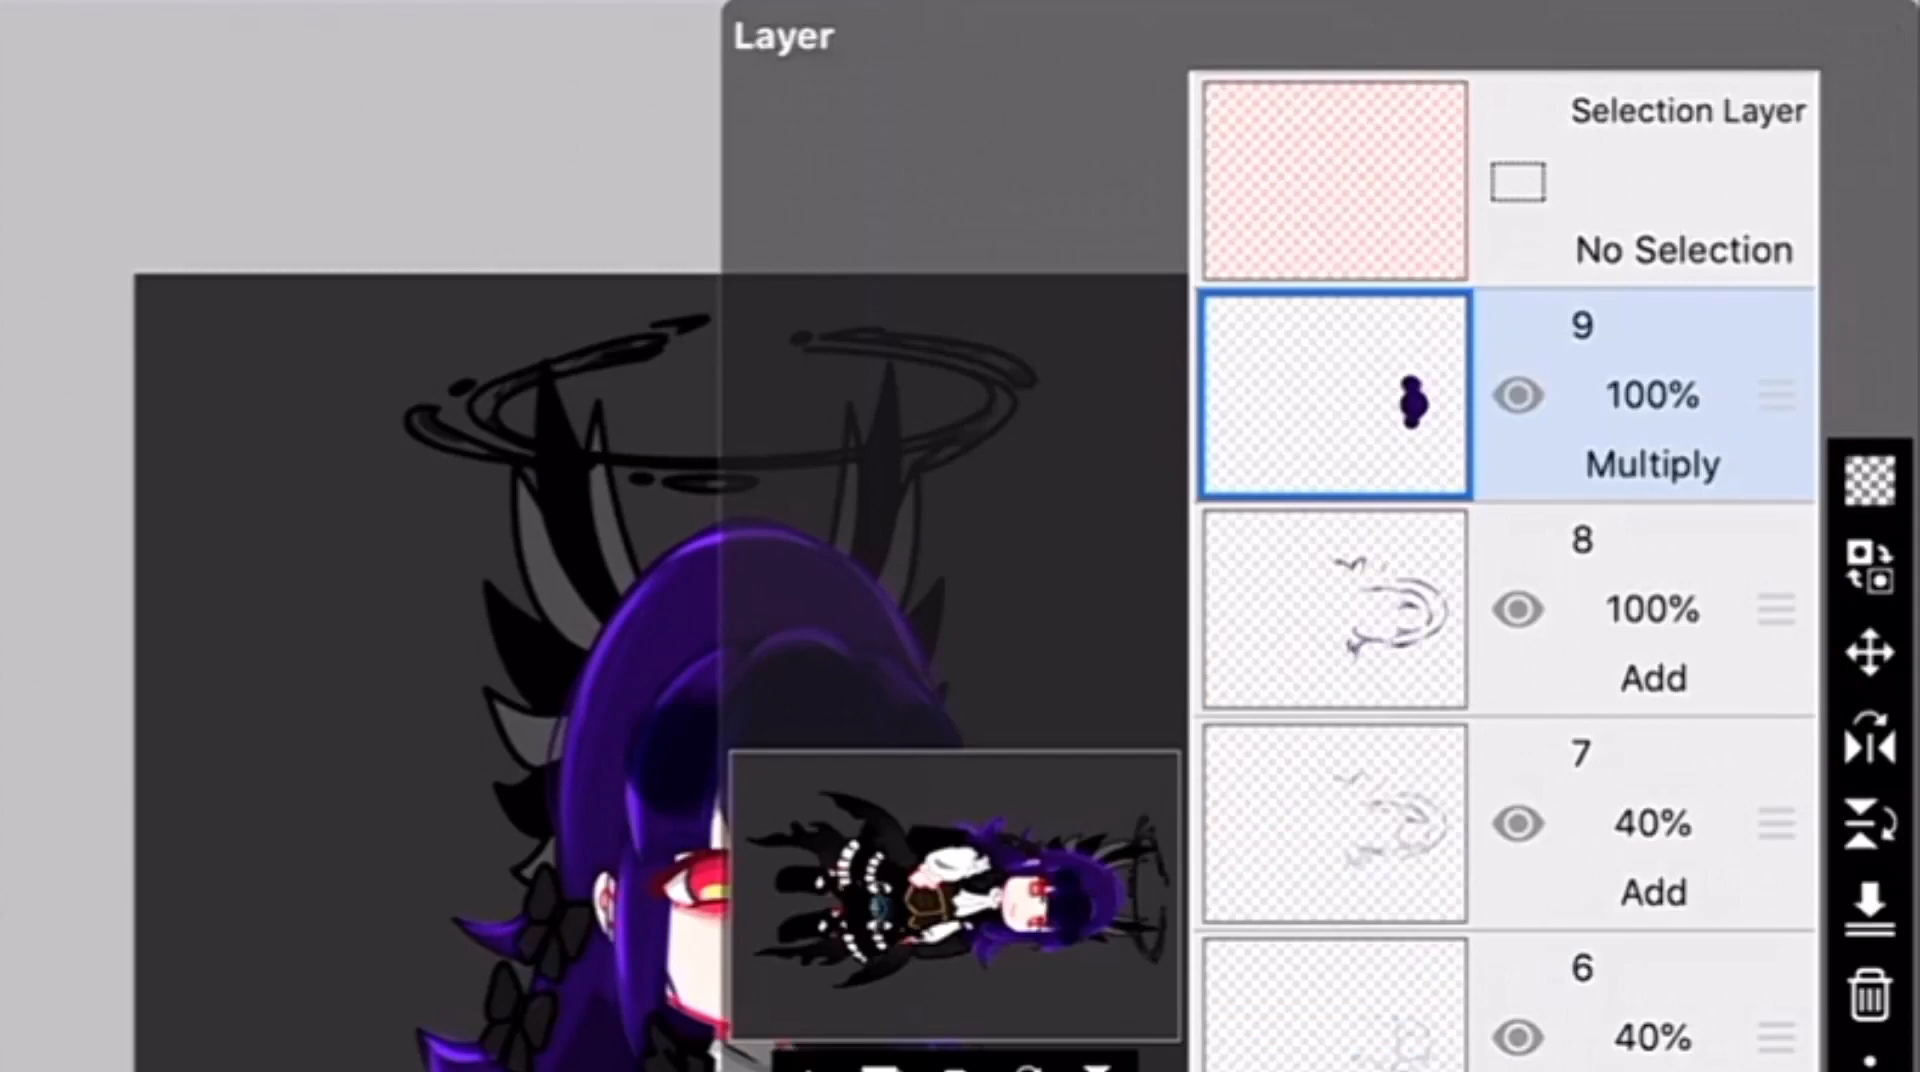 Layer
Selection Layer
No Selection
9
100%
Multiply
8
100%
Add
7
40%
Add
6
40%